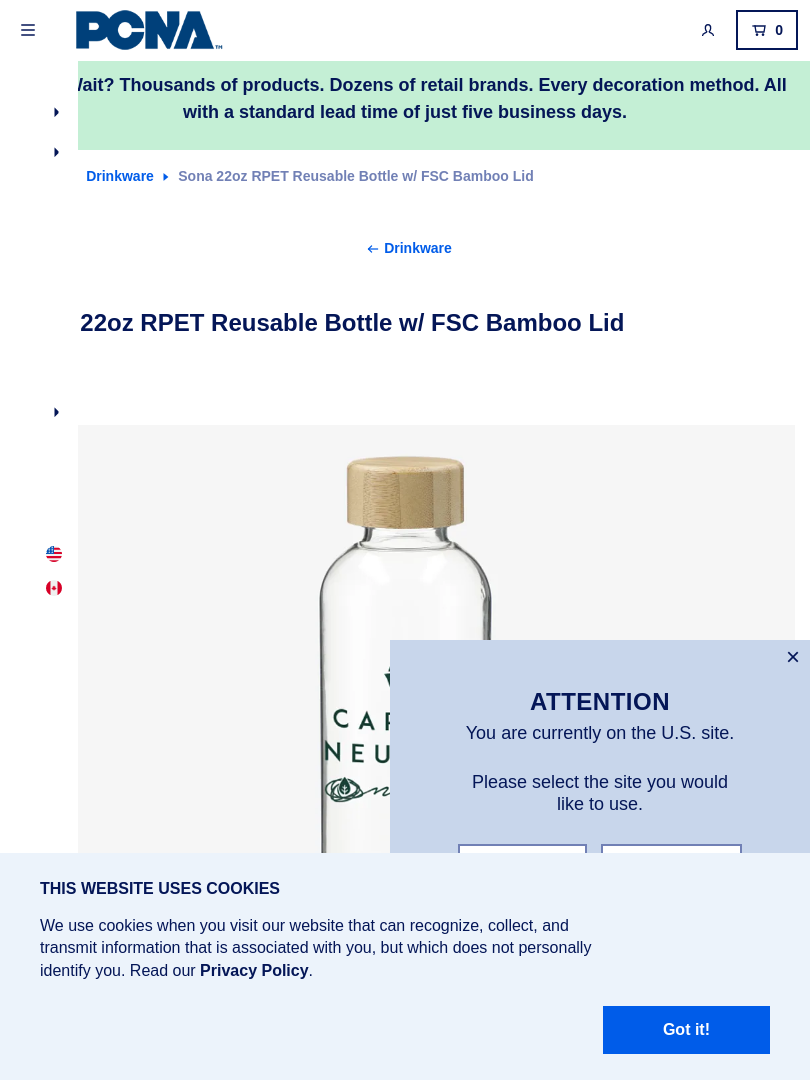 PCNA™
0
Wait? Thousands of products. Dozens of retail brands. Every decoration method. All
with a standard lead time of just five business days.
Drinkware
Sona 22oz RPET Reusable Bottle w/ FSC Bamboo Lid
Drinkware
22oz RPET Reusable Bottle w/ FSC Bamboo Lid
ATTENTION
You are currently on the U.S. site.
Please select the site you would
like to use.
THIS WEBSITE USES COOKIES
We use cookies when you visit our website that can recognize, collect, and
transmit information that is associated with you, but which does not personally
identify you. Read our Privacy Policy.
Got it!